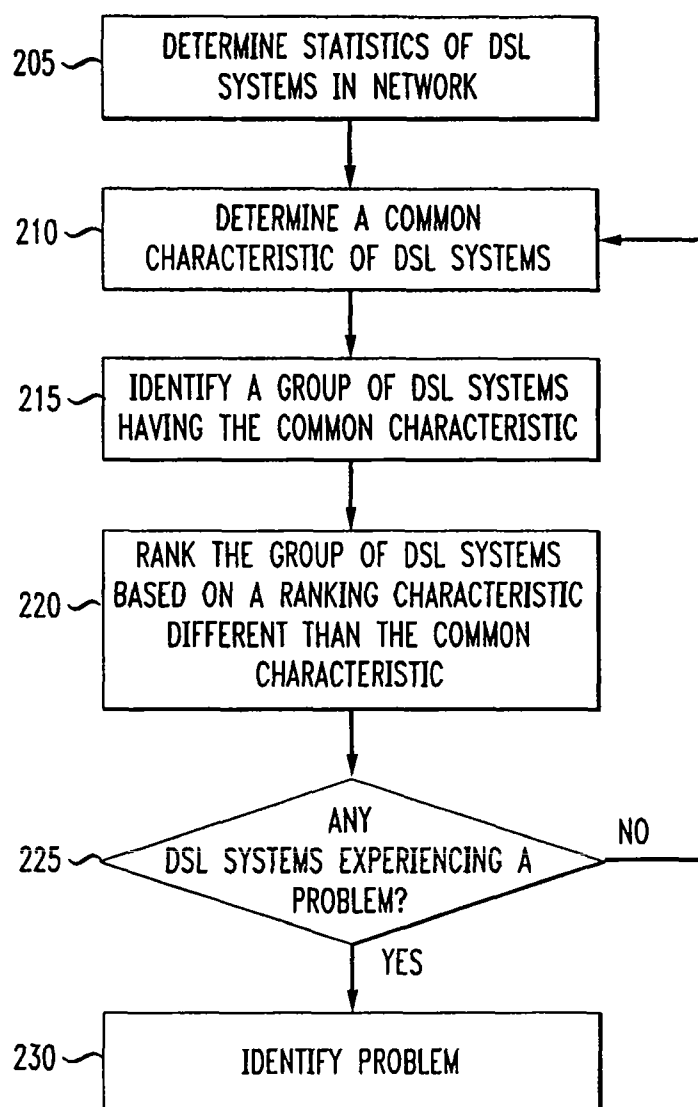 205
DETERMINE STATISTICS OF DSL
SYSTEMS IN NETWORK
210
DETERMINE A COMMON
CHARACTERISTIC OF DSL SYSTEMS
215
IDENTIFY A GROUP OF DSL SYSTEMS
HAVING THE COMMON CHARACTERISTIC
220
RANK THE GROUP OF DSL SYSTEMS
BASED ON A RANKING CHARACTERISTIC
DIFFERENT THAN THE COMMON
CHARACTERISTIC
225
ANY
DSL SYSTEMS EXPERIENCING A
PROBLEM?
NO
YES
230
IDENTIFY PROBLEM